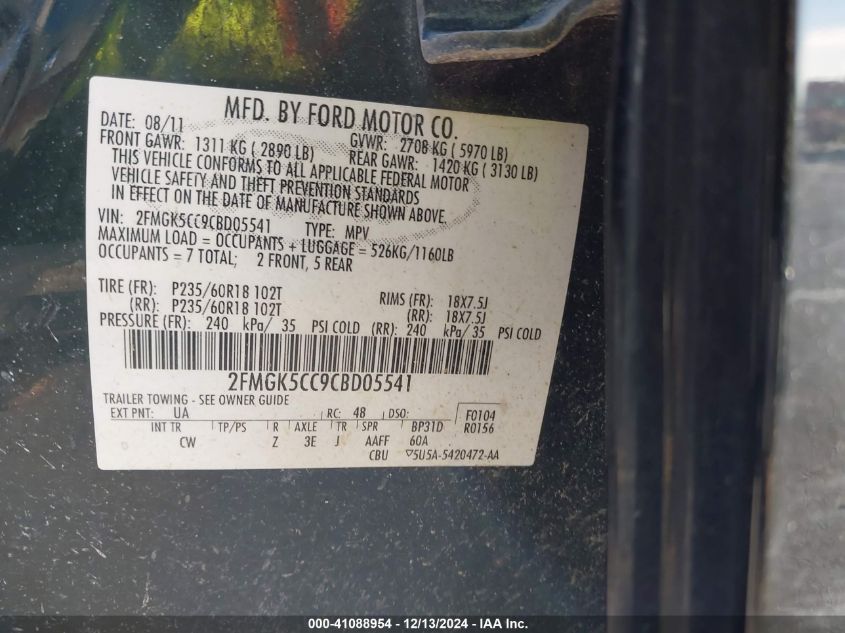 MFD. BY FORD MOTOR CO.
DATE: 08/11 GVWR: 2708 KG ( 5970 LB)
FRONT GAWR: 1311 KG ( 2890 LB) REAR GAWR: 1420 KG ( 3130 LB)
THIS VEHICLE CONFORMS TO ALL APPLICABLE FEDERAL MOTOR
VEHICLE SAFETY AND THEFT PREVENTION STANDARDS
IN EFFECT ON THE DATE OF MANUFACTURE SHOWN ABOVE.
VIN: 2FMGK5CC9CBD05541 TYPE: MPV
MAXIMUM LOAD = OCCUPANTS + LUGGAGE = 526KG/1160LB
OCCUPANTS = 7 TOTAL; 2 FRONT, 5 REAR
TIRE (FR): P235/60R18 102T RIMS (FR): 18X7.5J
(RR): P235/60R18 102T (RR): 18X7.5J
PRESSURE (FR): 240 kPa/ 35 PSI COLD (RR): 240 kPa/ 35 PSI COLD
2FMGK5CC9CBD05541
TRAILER TOWING - SEE OWNER GUIDE
EXT PNT: UA RC: 48 DSO: F0104
INT TR TP/PS R AXLE TR SPR BP31D R0156
CW Z 3E J AAFF 60A
CBU ▽5U5A-5420472-AA
000-41088954 - 12/13/2024 - IAA Inc.